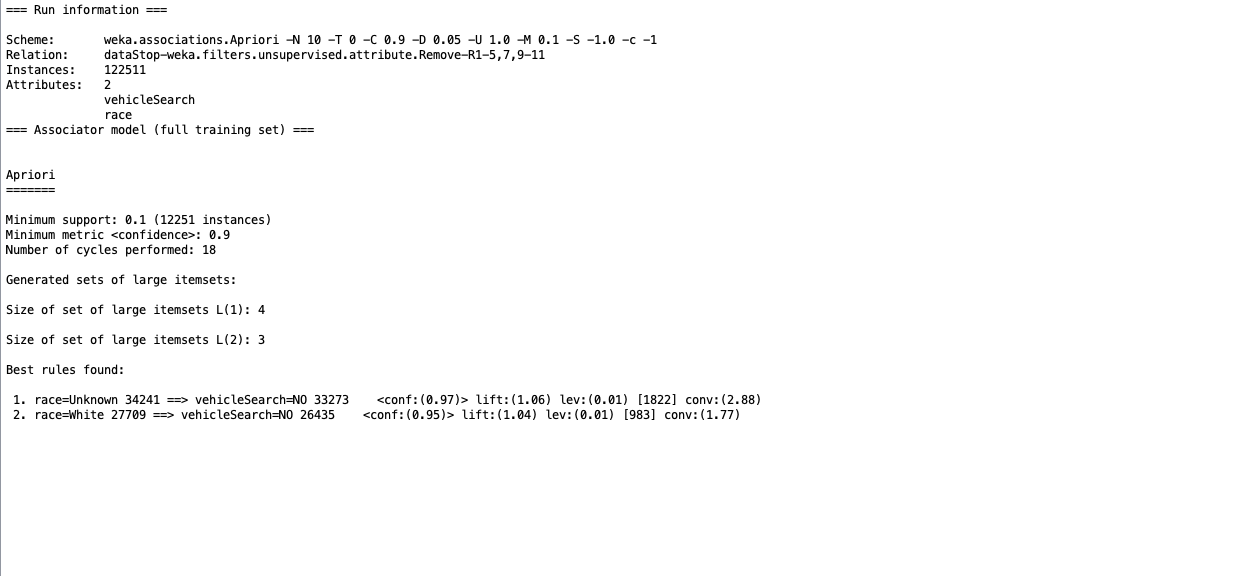 === Run information ===
Scheme: weka.associations.Apriori -N 10 -T 0 -C 0.9 -D 0.05 -U 1.0 -M 0.1 -S -1.0 -c -1
Relation: dataStop-weka.filters.unsupervised.attribute.Remove-R1-5,7,9-11
Instances: 122511
Attributes: 2
vehicleSearch
race
=== Associator model (full training set) ===
Apriori
=======
Minimum support: 0.1 (12251 instances)
Minimum metric <confidence>: 0.9
Number of cycles performed: 18
Generated sets of large itemsets:
Size of set of large itemsets L(1): 4
Size of set of large itemsets L(2): 3
Best rules found:
1. race=Unknown 34241 ==> vehicleSearch=NO 33273 <conf:(0.97)> lift:(1.06) lev:(0.01) [1822] conv:(2.88)
2. race=White 27709 ==> vehicleSearch=NO 26435 <conf:(0.95)> lift:(1.04) lev:(0.01) [983] conv:(1.77)